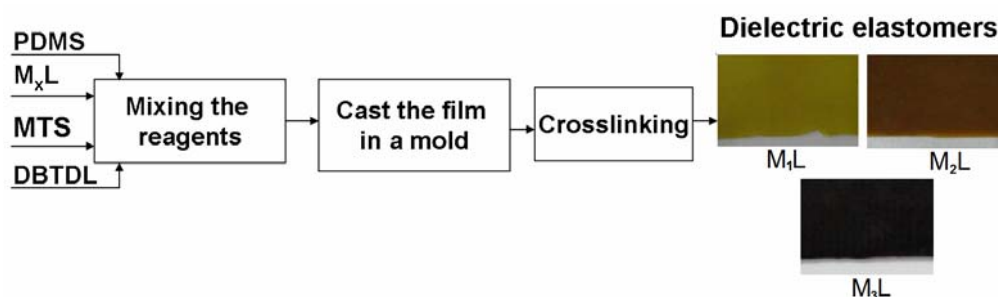 PDMS
MₓL
MTS
DBTDL
Mixing the
reagents
Cast the film
in a mold
Crosslinking
Dielectric elastomers
M₁L
M₂L
M₃L